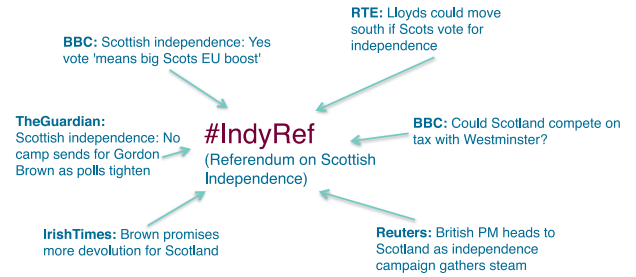 RTE: Lloyds could move
south if Scots vote for
independence
BBC: Scottish independence: Yes
vote 'means big Scots EU boost'
TheGuardian:
Scottish independence: No
camp sends for Gordon
Brown as polls tighten
#IndyRef
(Referendum on Scottish
Independence)
BBC: Could Scotland compete on
tax with Westminster?
IrishTimes: Brown promises
more devolution for Scotland
Reuters: British PM heads to
Scotland as independence
campaign gathers steam